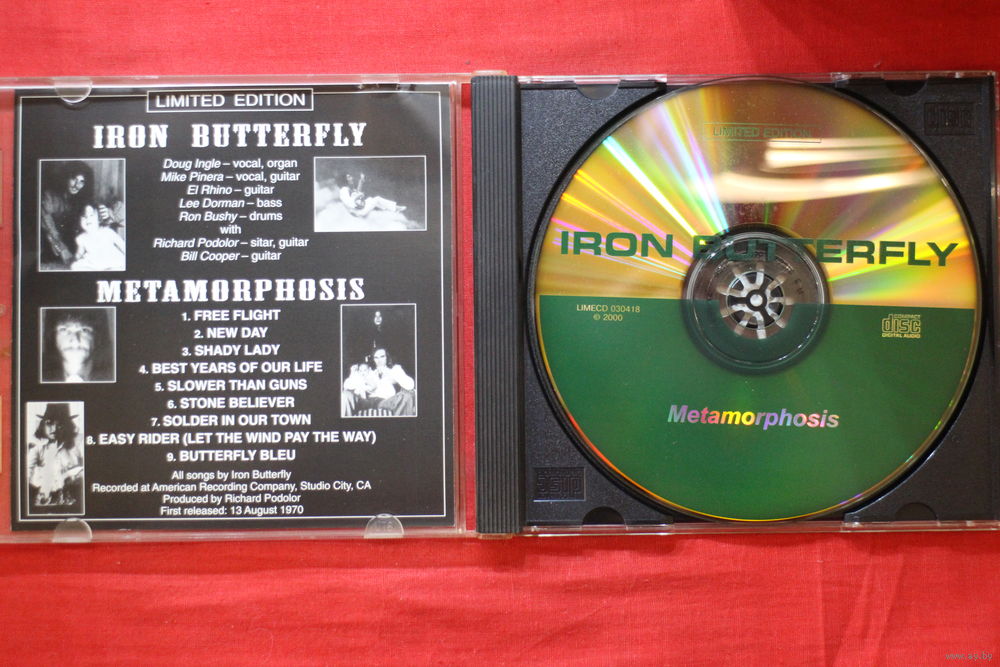 LIMITED EDITION
IRON BUTTERFLY
Doug Ingle – vocal, organ
Mike Pinera – vocal, guitar
El Rhino – guitar
Lee Dorman – bass
Ron Bushy – drums
with
Richard Podolor – sitar, guitar
Bill Cooper – guitar
METAMORPHOSIS
1. FREE FLIGHT
2. NEW DAY
3. SHADY LADY
4. BEST YEARS OF OUR LIFE
5. SLOWER THAN GUNS
6. STONE BELIEVER
7. SOLDER IN OUR TOWN
8. EASY RIDER (LET THE WIND PAY THE WAY)
9. BUTTERFLY BLEU
All songs by Iron Butterfly
Recorded at American Recording Company, Studio City, CA
Produced by Richard Podolor
First released: 13 August 1970
LIMITED EDITION
IRON BUTTERFLY
LIMECD 030418
© 2000
COMPACT
disc
DIGITAL AUDIO
Metamorphosis
www.ay.by